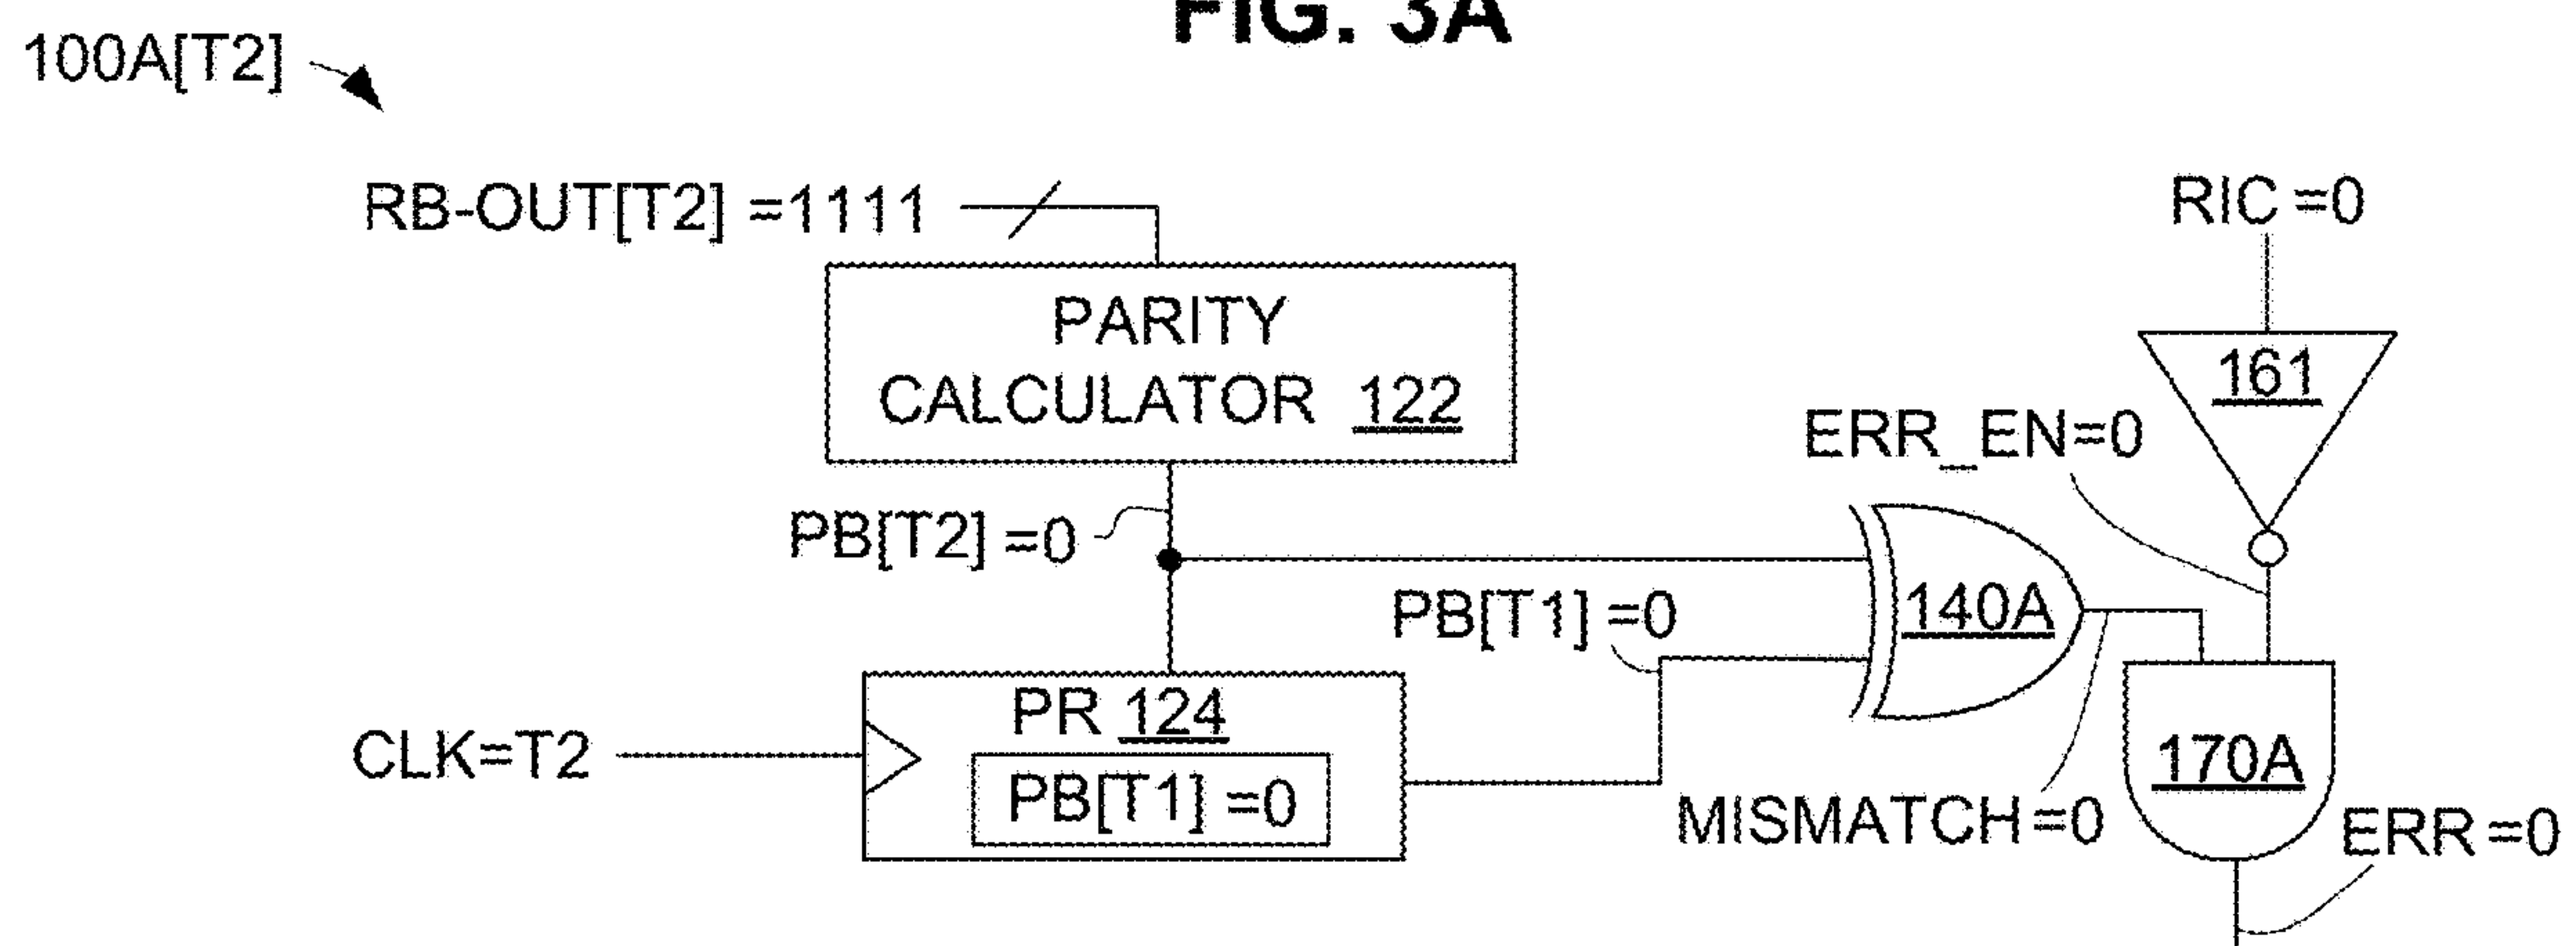 FIG. 3A
100A[T2]
RB-OUT[T2] =1111
RIC =0
PARITY
CALCULATOR 122
161
ERR_EN=0
PB[T2] =0
140A
PB[T1] =0
PR 124
CLK=T2
PB[T1] =0
170A
MISMATCH =0
ERR =0